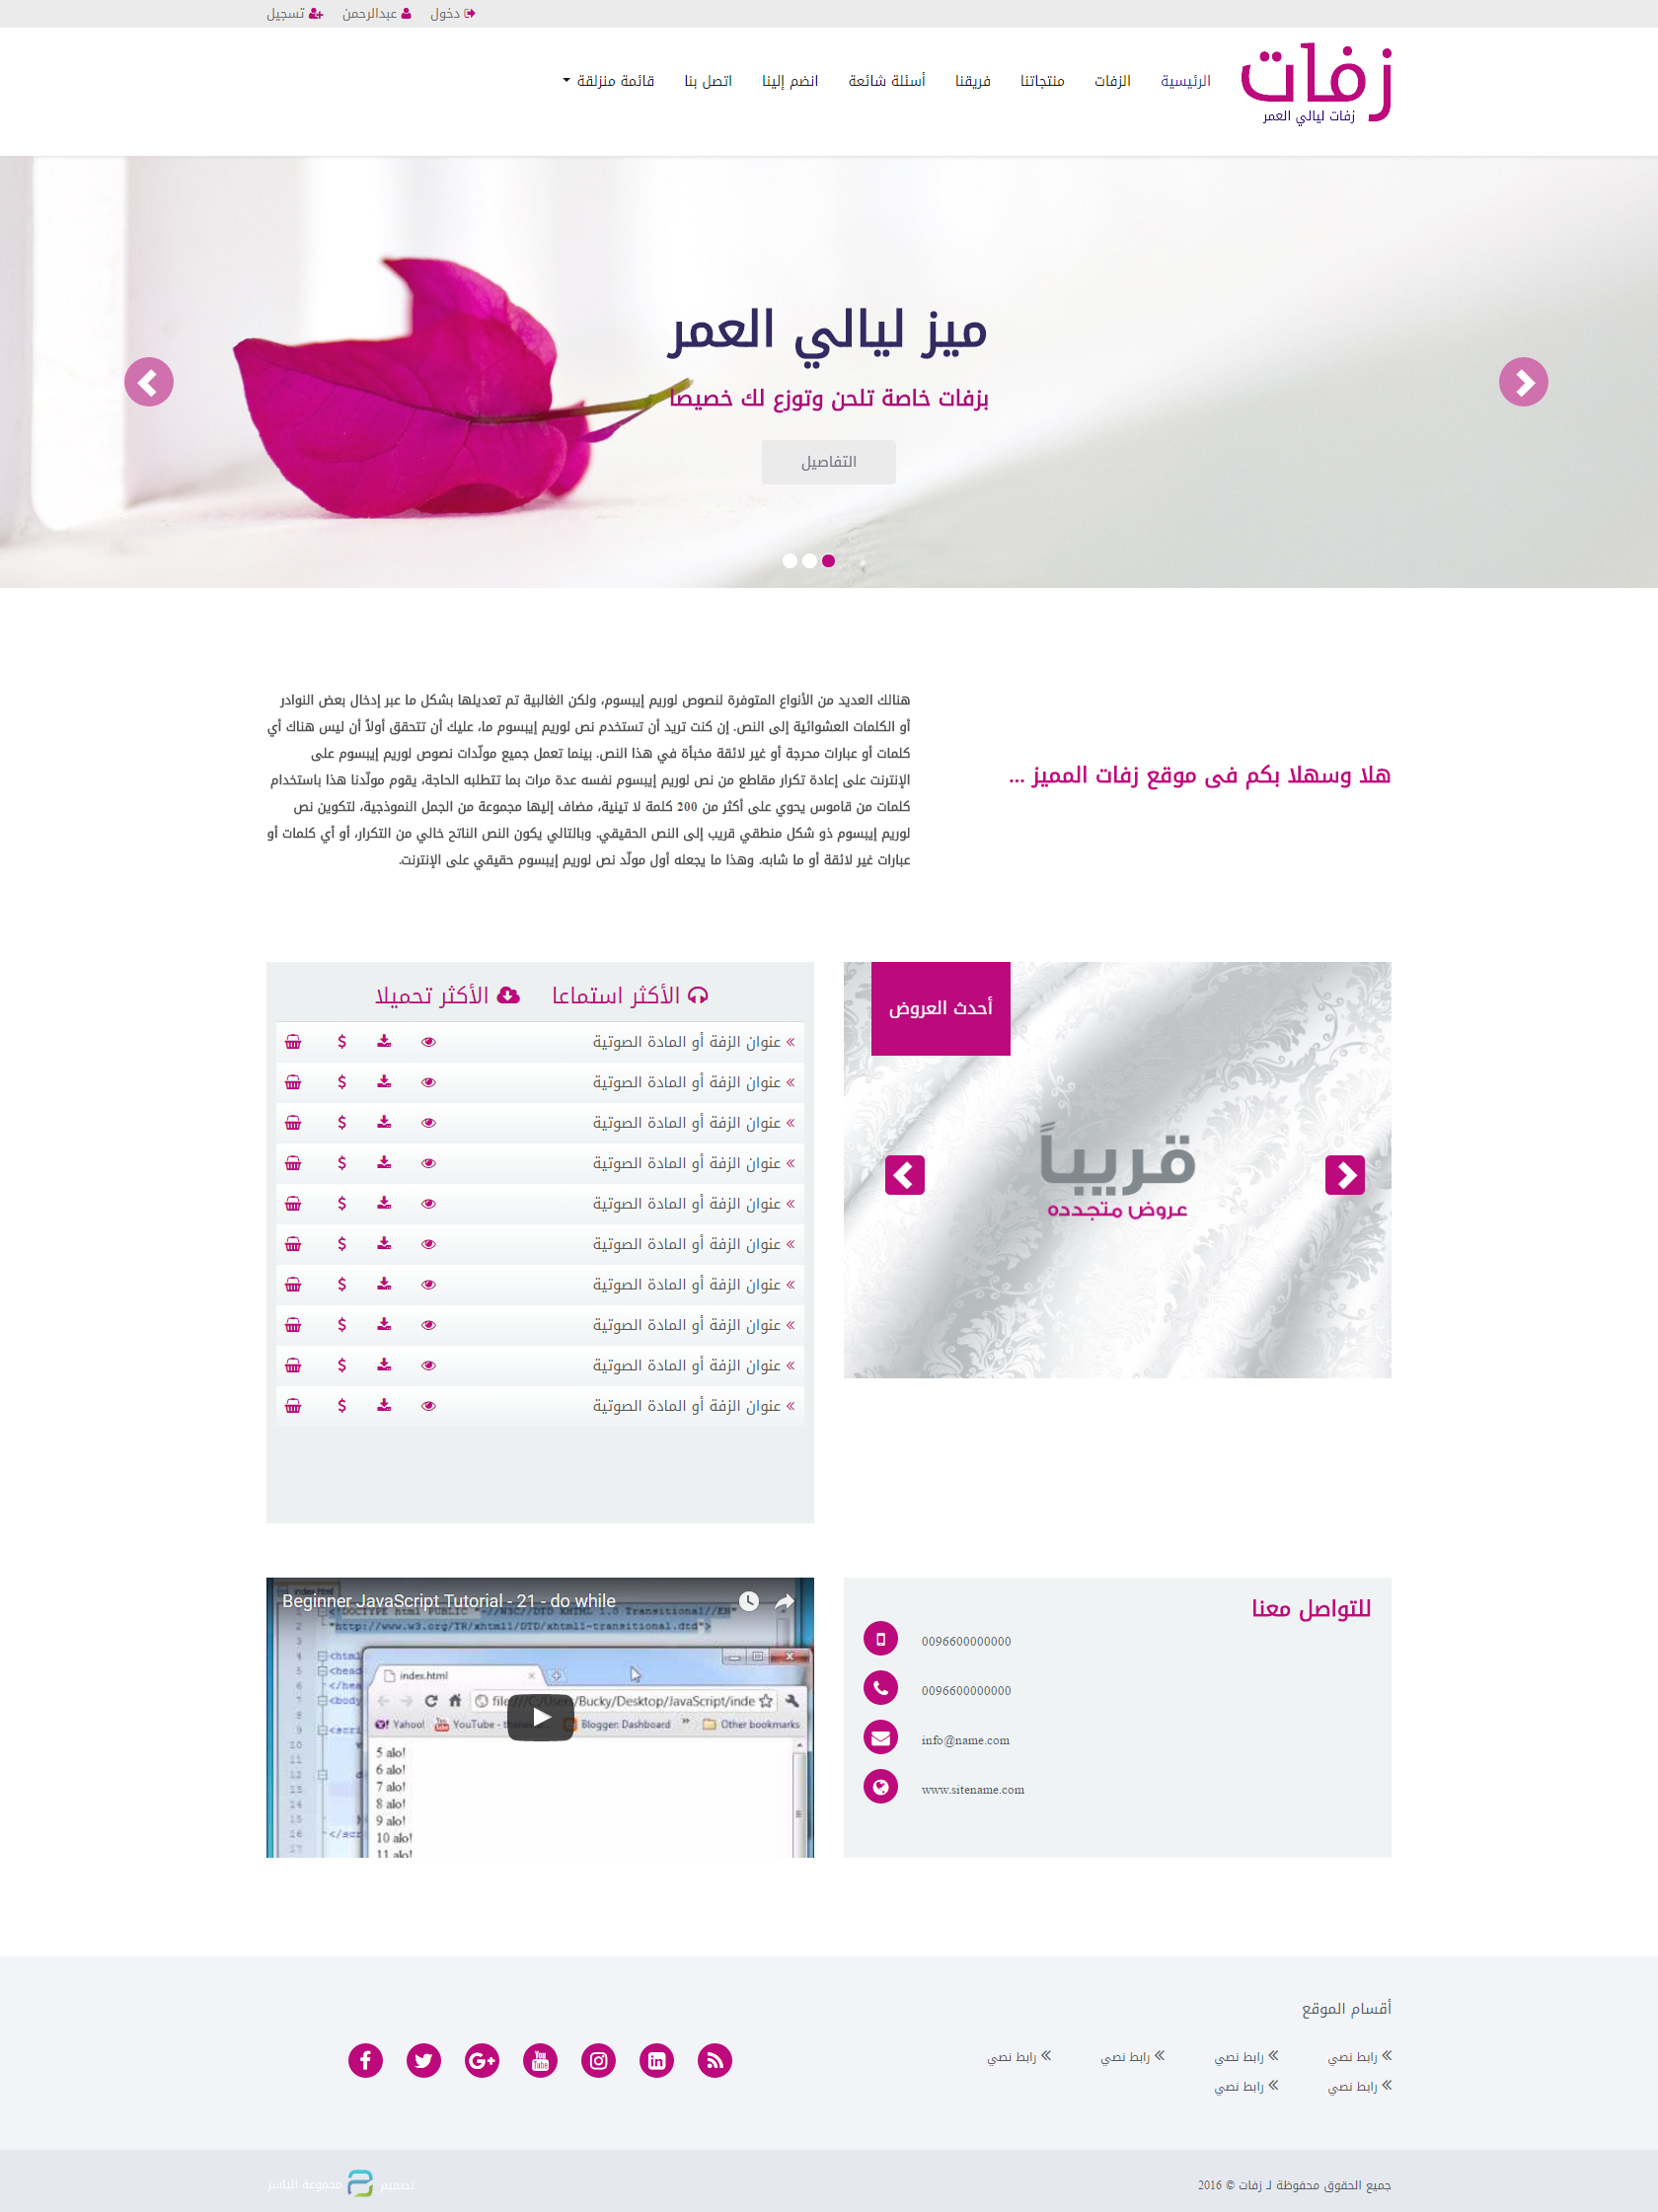 دخول
عبدالرحمن
تسجيل
زفات
زفات ليالي العمر
الرئيسية
الزفات
منتجاتنا
فريقنا
أسئلة شائعة
انضم إلينا
اتصل بنا
قائمة منزلقة
ميز ليالي العمر
بزفات خاصة تلحن وتوزع لك خصيصا
التفاصيل
هلا وسهلا بكم فى موقع زفات المميز ...
هنالك العديد من الأنواع المتوفرة لنصوص لوريم إيبسوم، ولكن الغالبية تم تعديلها بشكل ما عبر إدخال بعض النوادر
أو الكلمات العشوائية إلى النص. إن كنت تريد أن تستخدم نص لوريم إيبسوم ما، عليك أن تتحقق أولاً أن ليس هناك أي
كلمات أو عبارات محرجة أو غير لائقة مخبأة في هذا النص. بينما تعمل جميع مولّدات نصوص لوريم إيبسوم على
الإنترنت على إعادة تكرار مقاطع من نص لوريم إيبسوم نفسه عدة مرات بما تتطلبه الحاجة، يقوم مولّدنا هذا باستخدام
كلمات من قاموس يحوي على أكثر من 200 كلمة لا تينية، مضاف إليها مجموعة من الجمل النموذجية، لتكوين نص
لوريم إيبسوم ذو شكل منطقي قريب إلى النص الحقيقي. وبالتالي يكون النص الناتح خالي من التكرار، أو أي كلمات أو
عبارات غير لائقة أو ما شابه. وهذا ما يجعله أول مولّد نص لوريم إيبسوم حقيقي على الإنترنت.
أحدث العروض
قريباً
عروض متجدده
الأكثر استماعا
الأكثر تحميلا
» عنوان الزفة أو المادة الصوتية
» عنوان الزفة أو المادة الصوتية
» عنوان الزفة أو المادة الصوتية
» عنوان الزفة أو المادة الصوتية
» عنوان الزفة أو المادة الصوتية
» عنوان الزفة أو المادة الصوتية
» عنوان الزفة أو المادة الصوتية
» عنوان الزفة أو المادة الصوتية
» عنوان الزفة أو المادة الصوتية
» عنوان الزفة أو المادة الصوتية
للتواصل معنا
0096600000000
0096600000000
info@name.com
www.sitename.com
Beginner JavaScript Tutorial - 21 - do while
"http://www.w3.org/TR/xhtml1/DTD/xhtml1-transitional.dtd">
index.html
Yahoo!
Blogger: Dashboard
Other bookmarks
5 alo!
6 alo!
7 alo!
8 alo!
9 alo!
10 alo!
11 alo!
أقسام الموقع
» رابط نصي
» رابط نصي
» رابط نصي
» رابط نصي
» رابط نصي
» رابط نصي
جميع الحقوق محفوظة لـ زفات © 2016
تصميم
مجموعة الياسر